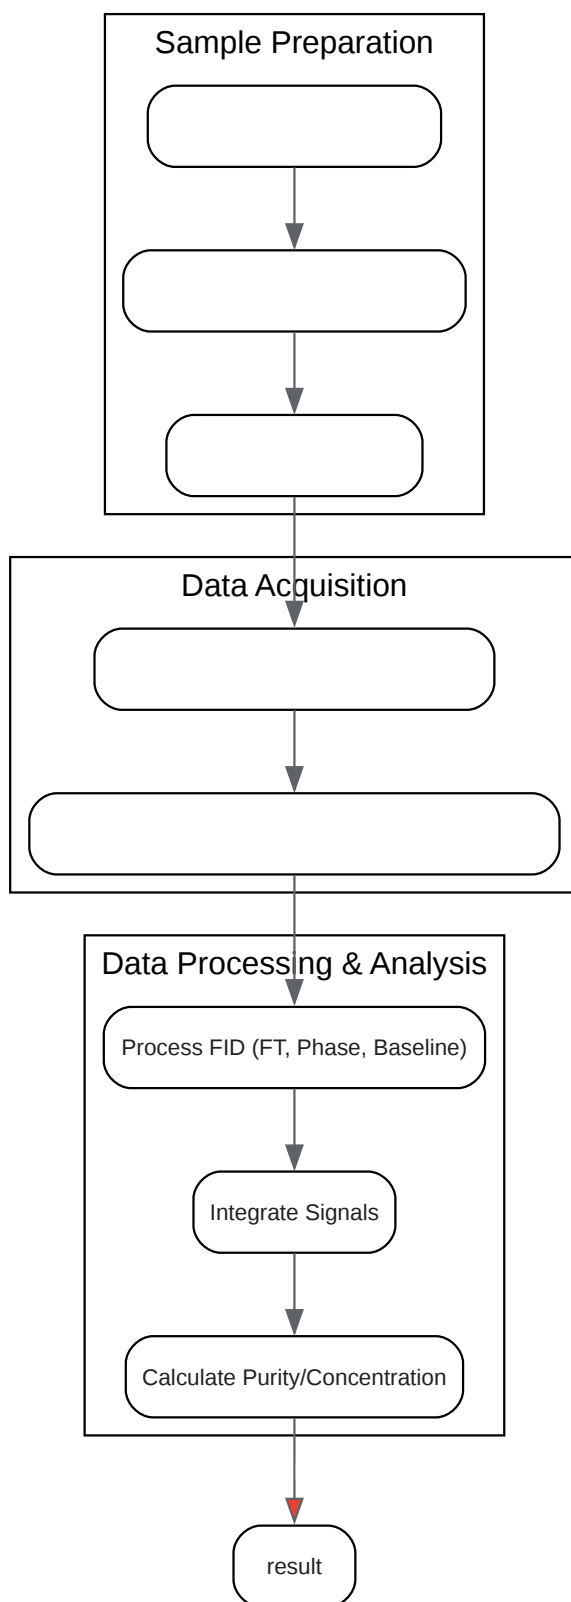 Sample Preparation
Data Acquisition
Data Processing & Analysis
Process FID (FT, Phase, Baseline)
Integrate Signals
Calculate Purity/Concentration
result